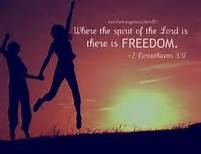 Where the spirit of the Lord is
there is FREEDOM.
-2 Corinthians 3:17